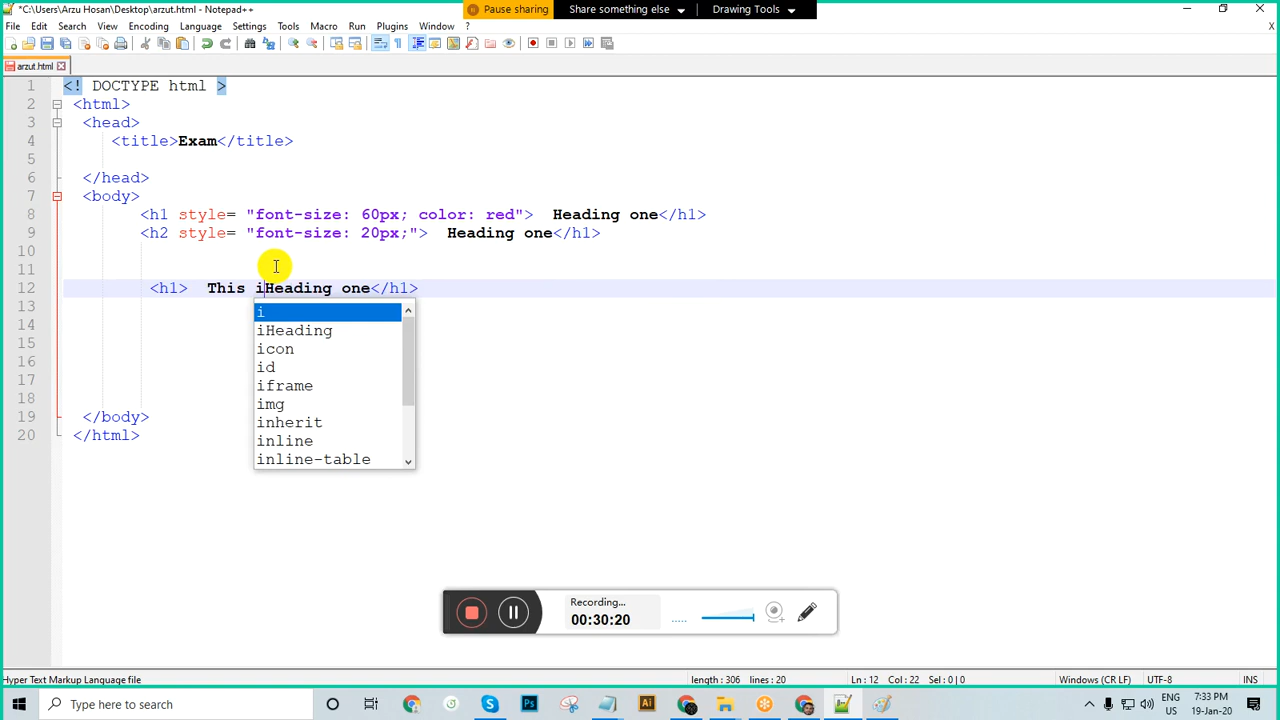 Pause sharing
Share something else
Drawing Tools
*C:\Users\Arzu Hosan\Desktop\arzut.html - Notepad++
File Edit Search View Encoding Language Settings Tools Macro Run Plugins Window ?
X
arzut.html
1 <! DOCTYPE html >
2 <html>
3 <head>
4 <title>Exam</title>
5
6 </head>
7 <body>
8 <h1 style= "font-size: 60px; color: red"> Heading one</h1>
9 <h2 style= "font-size: 20px;"> Heading one</h1>
10
11
12 <h1> This iHeading one</h1>
13
14
15
16
17
18
19 </body>
20 </html>
i
iHeading
icon
id
iframe
img
inherit
inline
inline-table
Recording...
00:30:20
Hyper Text Markup Language file
length : 306 lines : 20
Ln : 12 Col : 22 Sel : 0 | 0
Windows (CR LF)
UTF-8
INS
Type here to search
Ps
Ai
ENG
US
7:33 PM
19-Jan-20